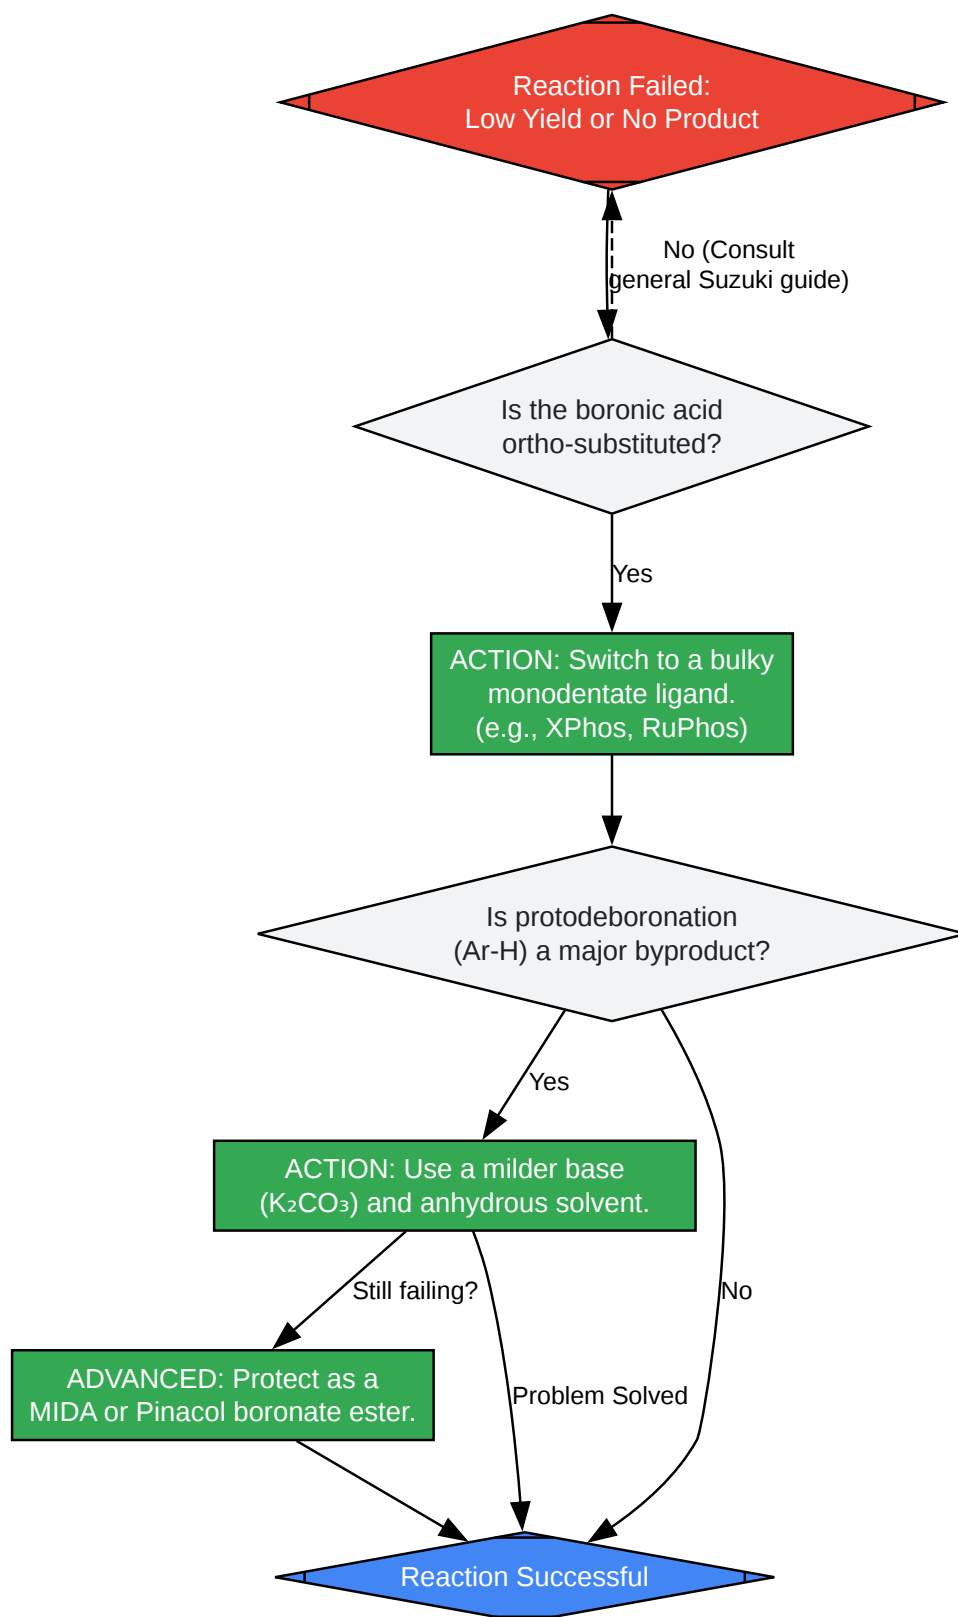 Reaction Failed:
Low Yield or No Product
No (Consult
general Suzuki guide)
Is the boronic acid
ortho-substituted?
Yes
ACTION: Switch to a bulky
monodentate ligand.
(e.g., XPhos, RuPhos)
Is protodeboronation
(Ar-H) a major byproduct?
Yes
ACTION: Use a milder base
(K₂CO₃) and anhydrous solvent.
Still failing?
No
ADVANCED: Protect as a
MIDA or Pinacol boronate ester.
Problem Solved
Reaction Successful